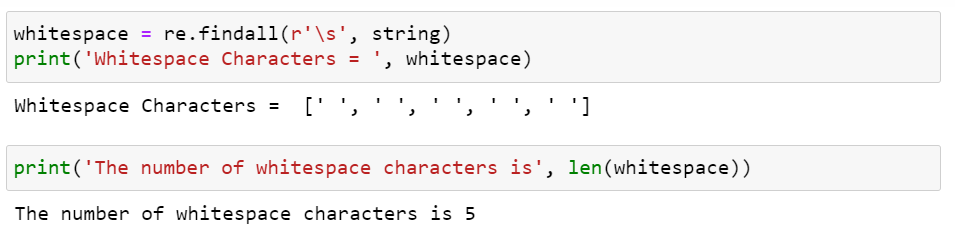 whitespace = re.findall(r'\s', string)
print('Whitespace Characters = ', whitespace)
Whitespace Characters =  [' ', ' ', ' ', ' ', ' ']
print('The number of whitespace characters is', len(whitespace))
The number of whitespace characters is 5